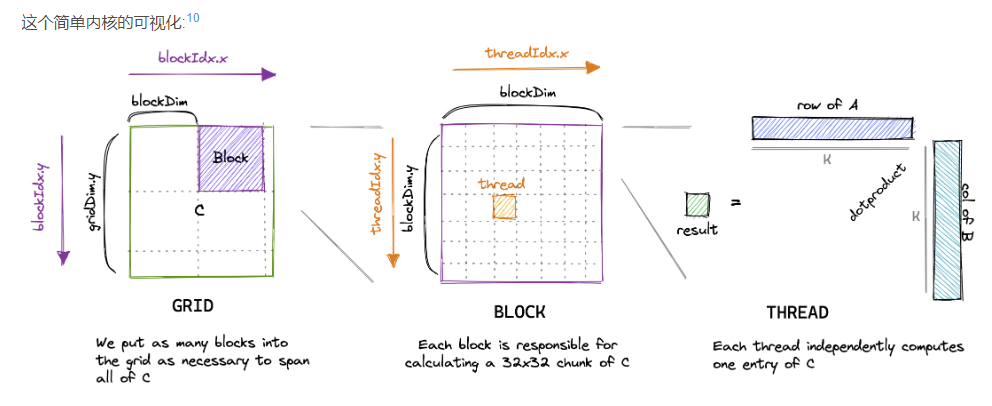 这个简单内核的可视化:10
blockIdx.x
blockDim
blockIdx.y
gridDim.y
Block
C
GRID
We put as many blocks into
the grid as necessary to span
all of C
threadIdx.x
blockDim
threadIdx.y
blockDim.y
thread
BLOCK
Each block is responsible for
calculating a 32x32 chunk of C
row of A
K
dotproduct
K
col of B
=
result
THREAD
Each thread independently computes
one entry of C